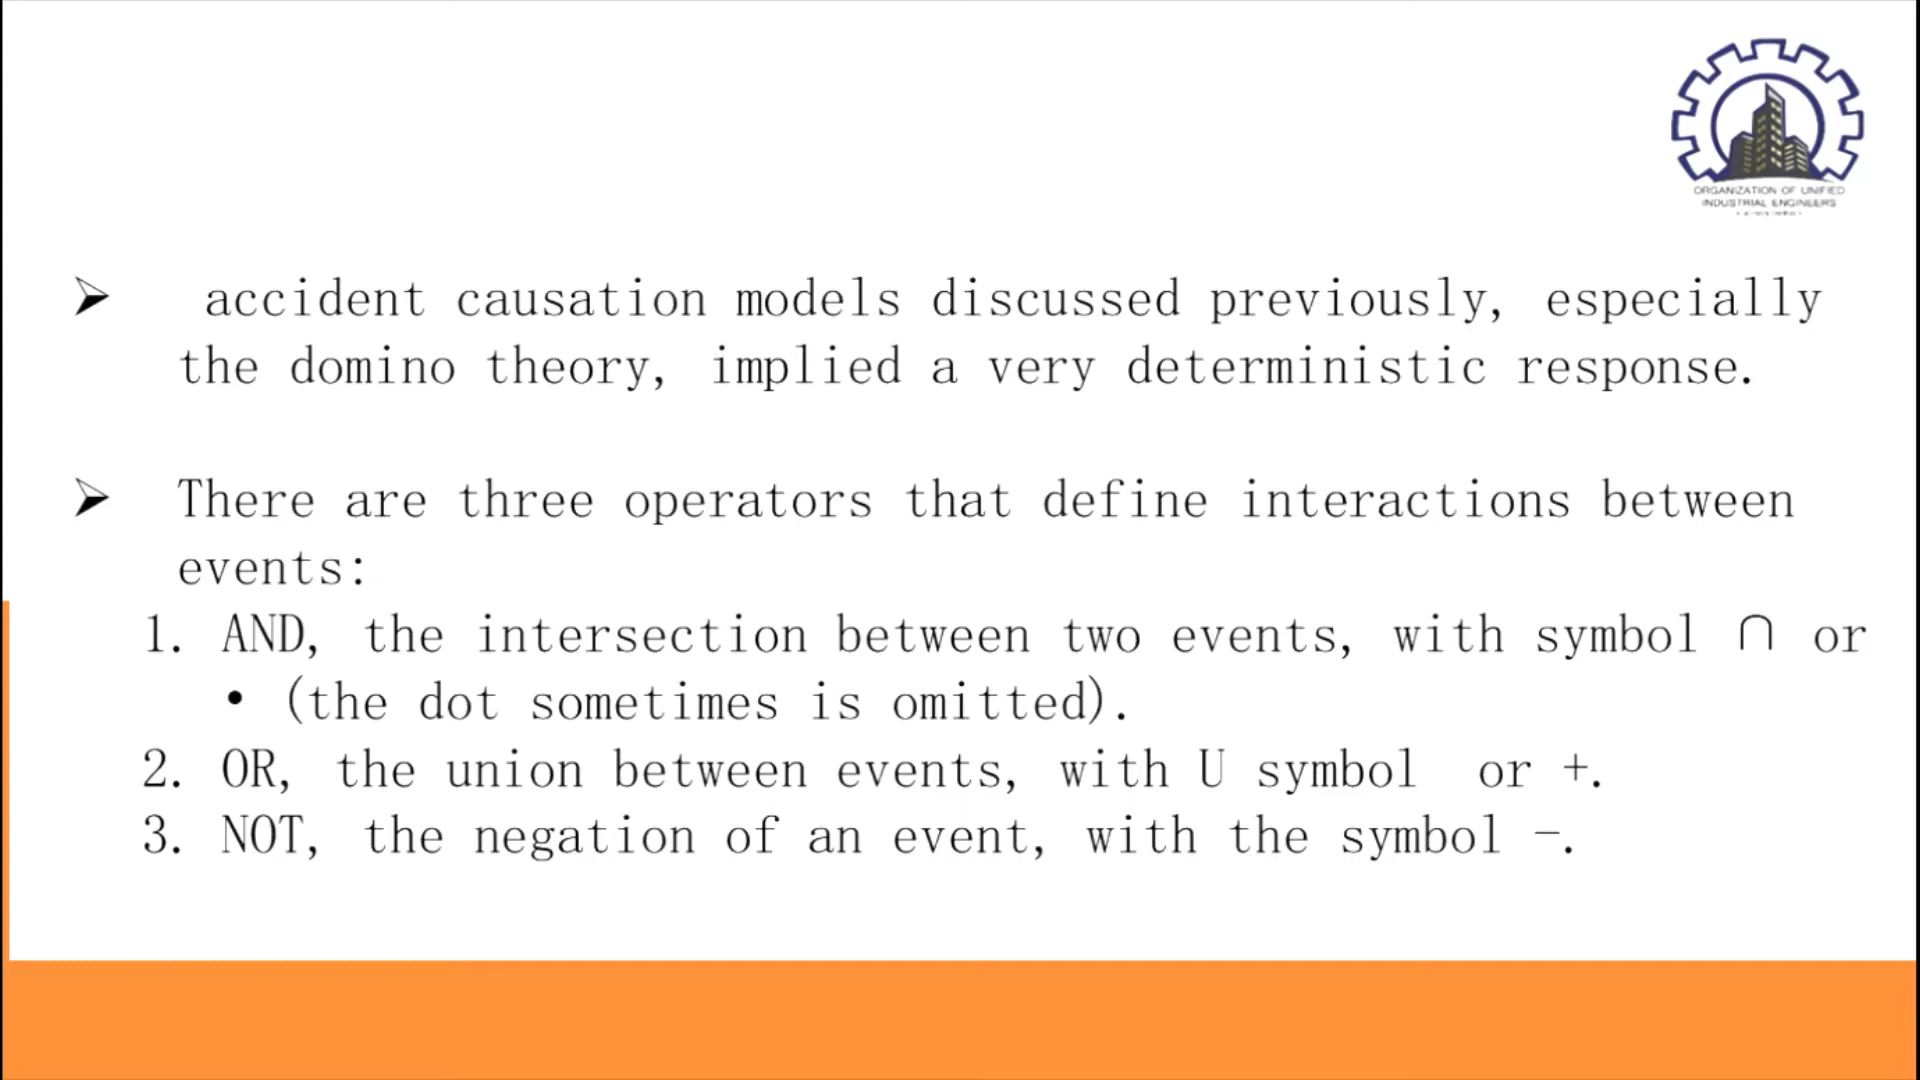 ORGANIZATION OF UNIFIED
INDUSTRIAL ENGINEERS
➢ accident causation models discussed previously, especially
the domino theory, implied a very deterministic response.
➢ There are three operators that define interactions between
events:
1. AND, the intersection between two events, with symbol ∩ or
• (the dot sometimes is omitted).
2. OR, the union between events, with U symbol or +.
3. NOT, the negation of an event, with the symbol −.